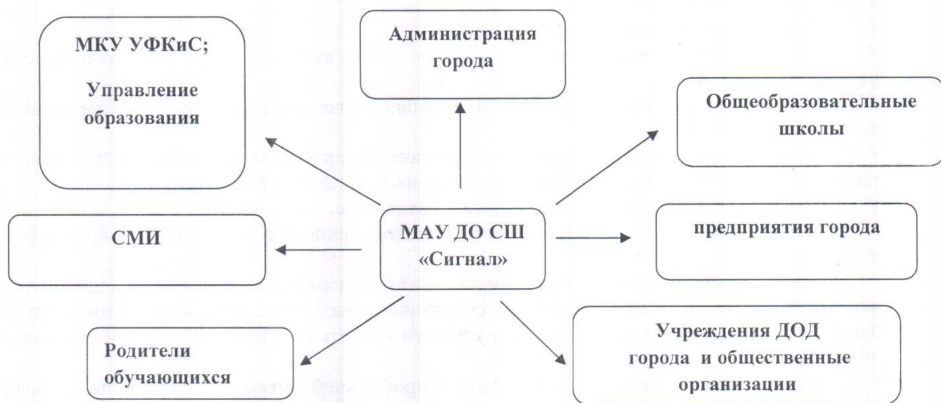 МКУ УФКиС;
Управление
образования
Администрация
города
Общеобразовательные
школы
СМИ
МАУ ДО СШ
«Сигнал»
предприятия города
Родители
обучающихся
Учреждения ДОД
города и общественные
организации